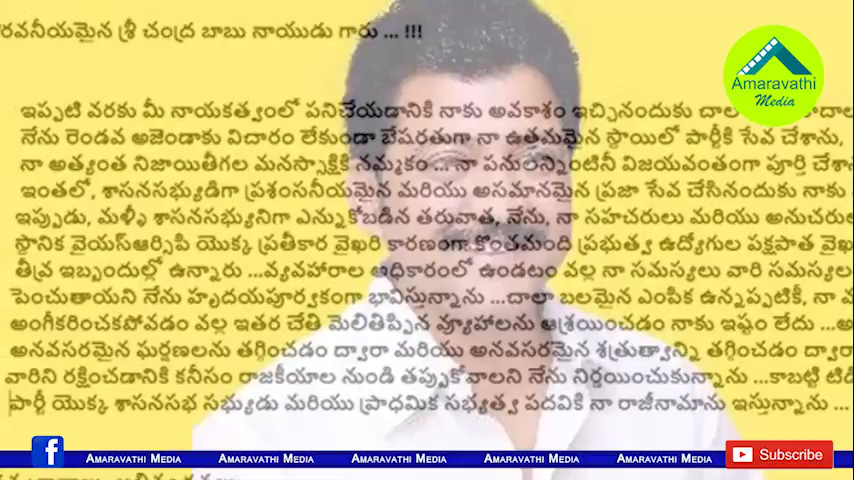 రవనీయమైన శ్రీ చంద్ర బాబు నాయుడు గారు ... !!!
Amaravathi
Media
ఇప్పటి వరకు మీ నాయకత్వంలో పనిచేయడానికి నాకు అవకాశం ఇచ్చినందుకు చాలా
నేను రెండవ అజెండాకు విచారం లేకుండా బేషరతుగా నా ఉత్తమమైన స్థాయిలో పార్టీకి సేవ చేశాను,
నా అత్యంత నిజాయితీగల మనస్సాక్షికి నమ్మకం ... నా పనులన్నింటినీ విజయవంతంగా పూర్తి చేశాన
ఇంతలో, శాసనసభ్యుడిగా ప్రశంసనీయమైన మరియు అసమానమైన ప్రజా సేవ చేసినందుకు నాకు
ఇప్పుడు, మళ్ళీ శాసనసభ్యునిగా ఎన్నుకోబడిన తరువాత, నేను, నా సహచరులు మరియు అనుచరుల
స్థానిక వైయస్ఆర్సిపి యొక్క ప్రతీకార వైఖరి కారణంగా కొంతమంది ప్రభుత్వ ఉద్యోగుల పక్షపాత వైఖ
తీవ్ర ఇబ్బందుల్లో ఉన్నారు ...వ్యవహారాల అధికారంలో ఉండటం వల్ల నా సమస్యలు వారి సమస్యల
పెంచుతాయని నేను హృదయపూర్వకంగా భావిస్తున్నాను ...చాలా బలమైన ఎంపిక ఉన్నప్పటికీ, నా వ
అంగీకరించకపోవడం వల్ల ఇతర చేతి మెలితిప్పిన వ్యూహాలను ఆశ్రయించడం నాకు ఇష్టం లేదు ...అ
అనవసరమైన ఘర్షణలను తగ్గించడం ద్వారా మరియు అనవసరమైన శత్రుత్వాన్ని తగ్గించడం ద్వారా
వారిని రక్షించడానికి కనీసం రాజకీయాల నుండి తప్పుకోవాలని నేను నిర్ణయించుకున్నాను ...కాబట్టి టిడి
పార్టీ యొక్క శాసనసభ సభ్యుడు మరియు ప్రాధమిక సభ్యత్వ పదవికి నా రాజీనామాను ఇస్తున్నాను ...
f AMARAVATHI MEDIA AMARAVATHI MEDIA AMARAVATHI MEDIA AMARAVATHI MEDIA AMARAVATHI MEDIA Subscribe